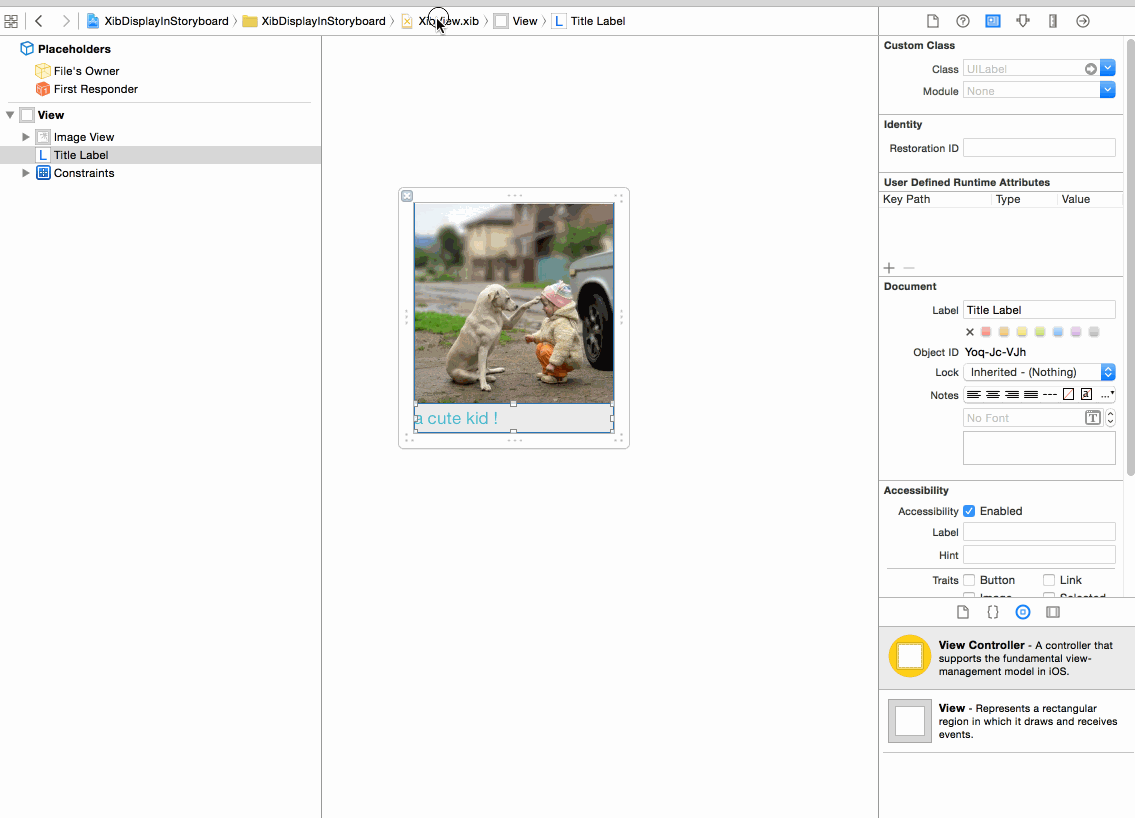 XibDisplayInStoryboard XibDisplayInStoryboard XibView.xib View L Title Label
Placeholders
File's Owner
First Responder
View
Image View
L Title Label
Constraints
a cute kid !
Custom Class
Class UILabel
Module None
Identity
Restoration ID
User Defined Runtime Attributes
Key Path Type Value
Document
Label Title Label
Object ID Yoq-Jc-VJh
Lock Inherited - (Nothing)
Notes --- a ...
No Font T
Accessibility
Accessibility Enabled
Label
Hint
Traits Button Link
Image Selected
{}
View Controller - A controller that
supports the fundamental view-
management model in iOS.
View - Represents a rectangular
region in which it draws and receives
events.